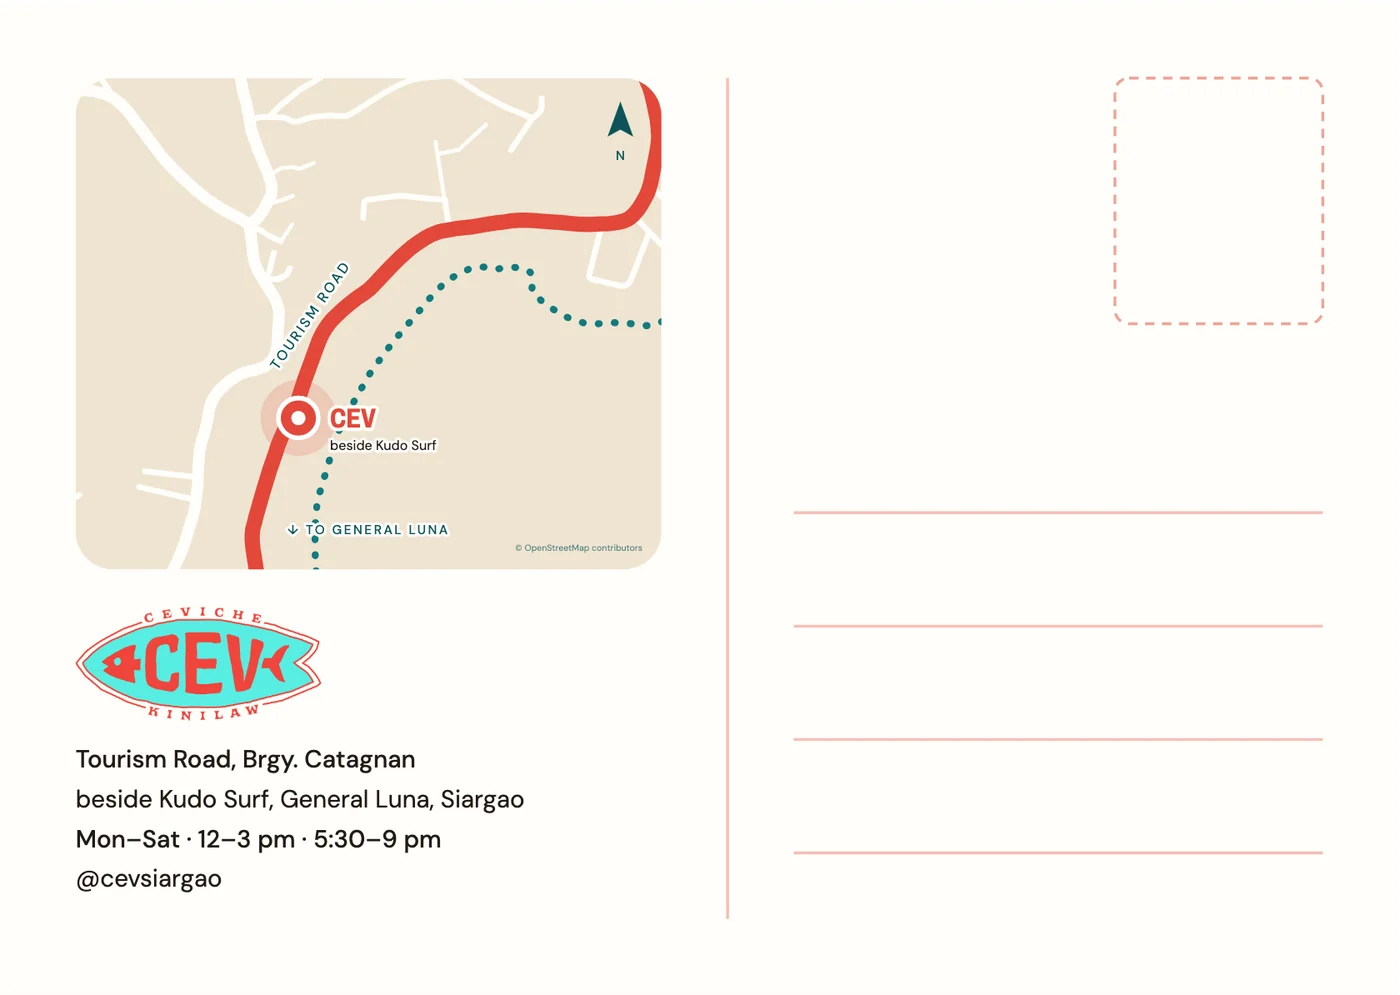 N
TOURISM ROAD
CEV
beside Kudo Surf
↓ TO GENERAL LUNA
© OpenStreetMap contributors
CEVICHE
CEV
KINILAW
Tourism Road, Brgy. Catagnan
beside Kudo Surf, General Luna, Siargao
Mon–Sat · 12–3 pm · 5:30–9 pm
@cevsiargao